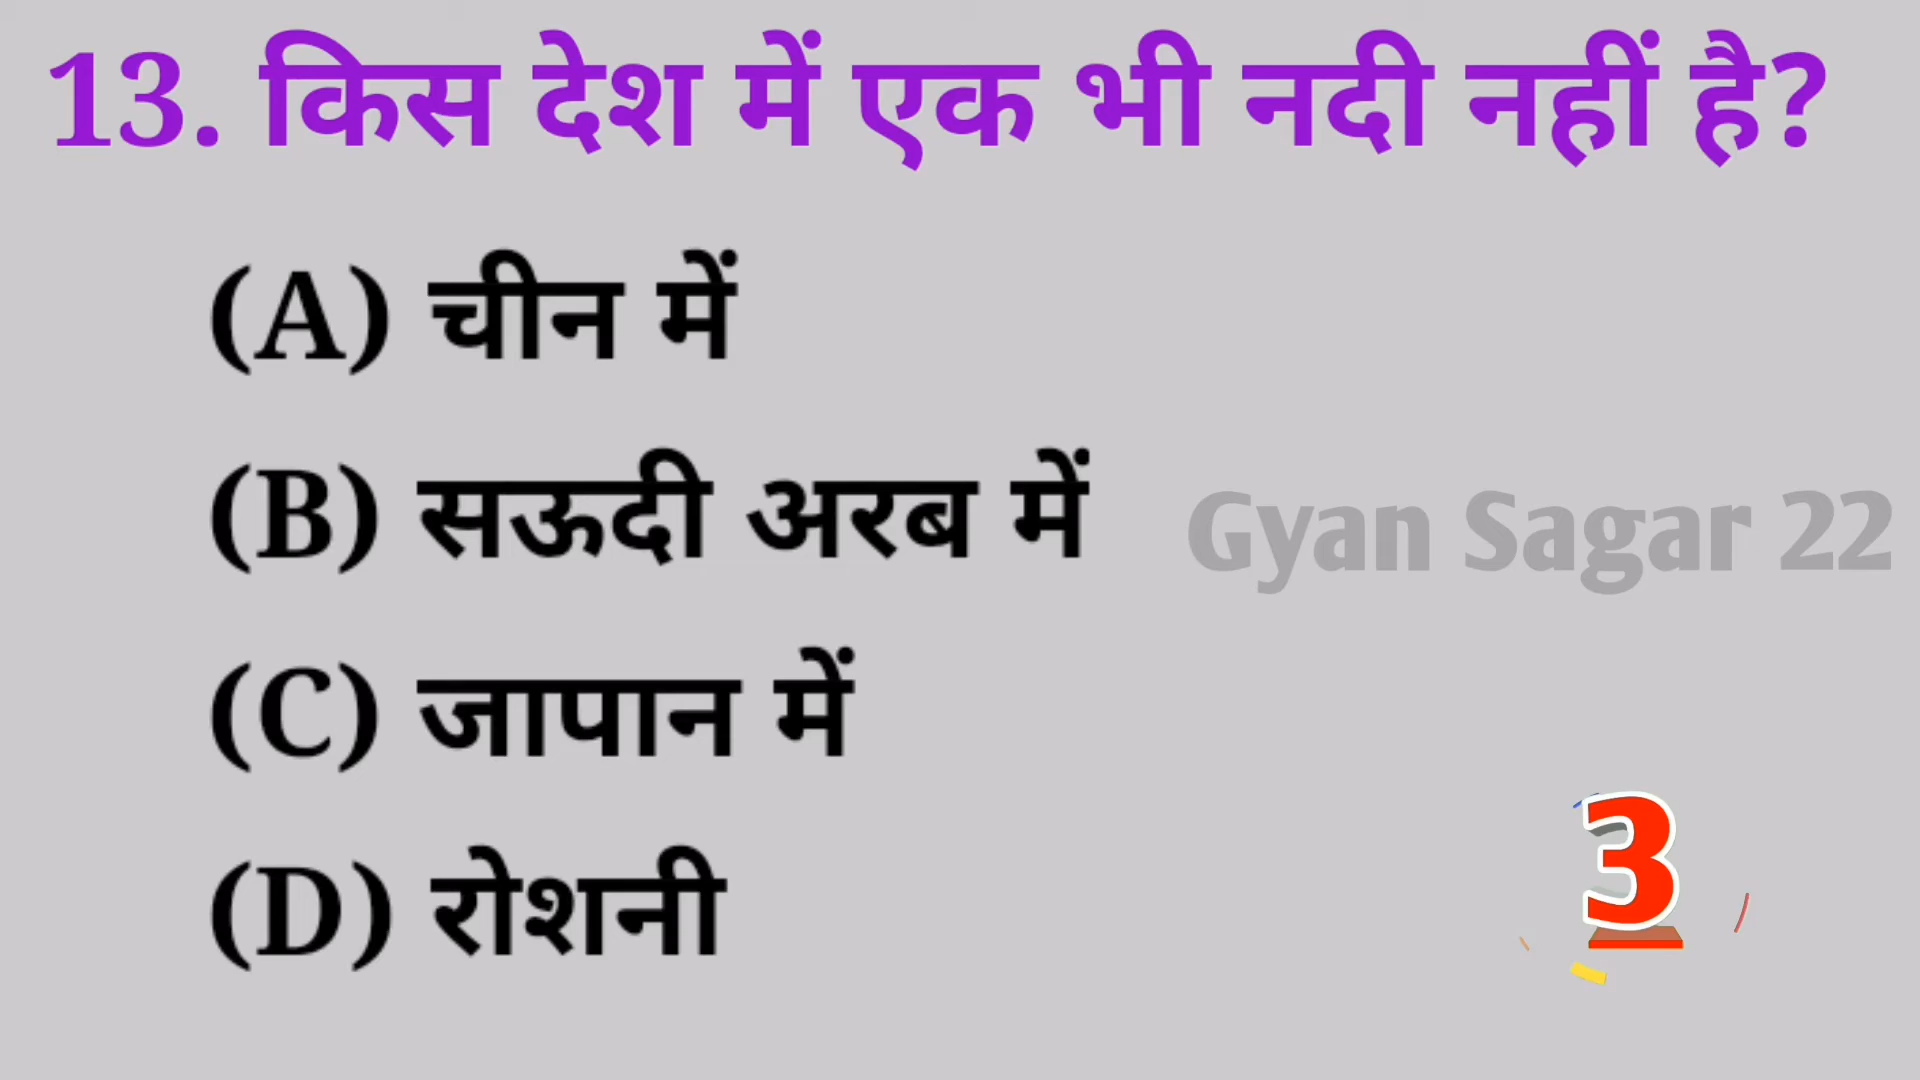 13. किस देश में एक भी नदी नहीं है?
(A) चीन में
(B) सऊदी अरब में
Gyan Sagar 22
(C) जापान में
(D) रोशनी
3